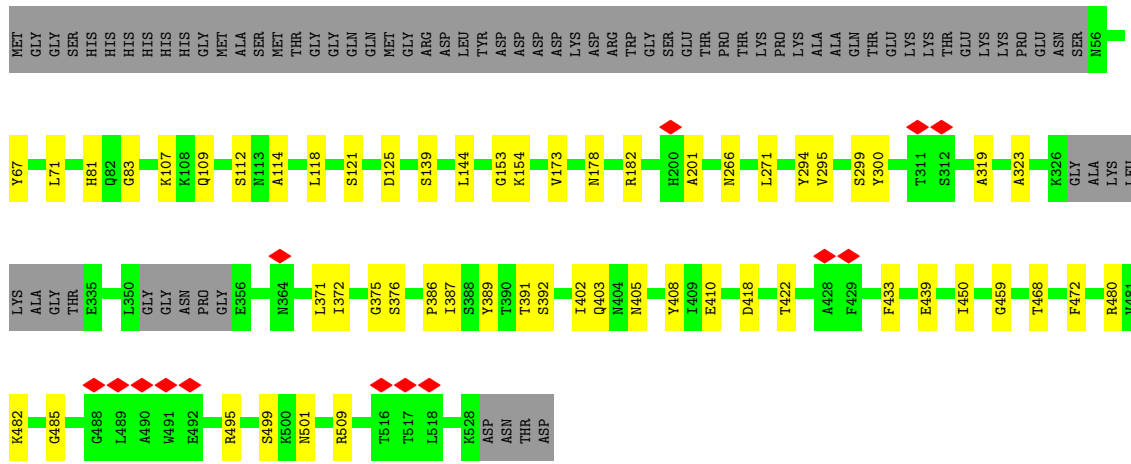 MET GLY GLY SER HIS HIS HIS HIS HIS HIS GLY MET ALA SER MET THR GLY GLY GLN GLN MET GLY ARG ASP LEU TYR ASP ASP ASP ASP LYS ASP ARG TRP GLY SER GLU THR PRO THR LYS PRO LYS ALA ALA GLN THR GLU LYS LYS THR GLU LYS LYS PRO GLU ASN SER N56
Y67 L71 H81 Q82 G83 K107 K108 Q109 S112 N113 A114 L118 S121 D125 S139 L144 G153 K154 V173 N178 R182 H200 A201 N266 L271 Y294 V295 S299 Y300 T311 S312 A319 A323 K326 GLY ALA LYS LEU
LYS ALA GLY THR E335 L350 GLY GLY ASN PRO GLY E356 N364 L371 I372 G375 S376 P386 I387 S388 Y389 T390 T391 S392 I402 Q403 N404 N405 Y408 I409 E410 D418 T422 A428 F429 F433 E439 I450 G459 T468 F472 R480 V481
K482 G485 G488 L489 A490 W491 E492 R495 S499 K500 N501 R509 T516 T517 L518 K528 ASP ASN THR ASP